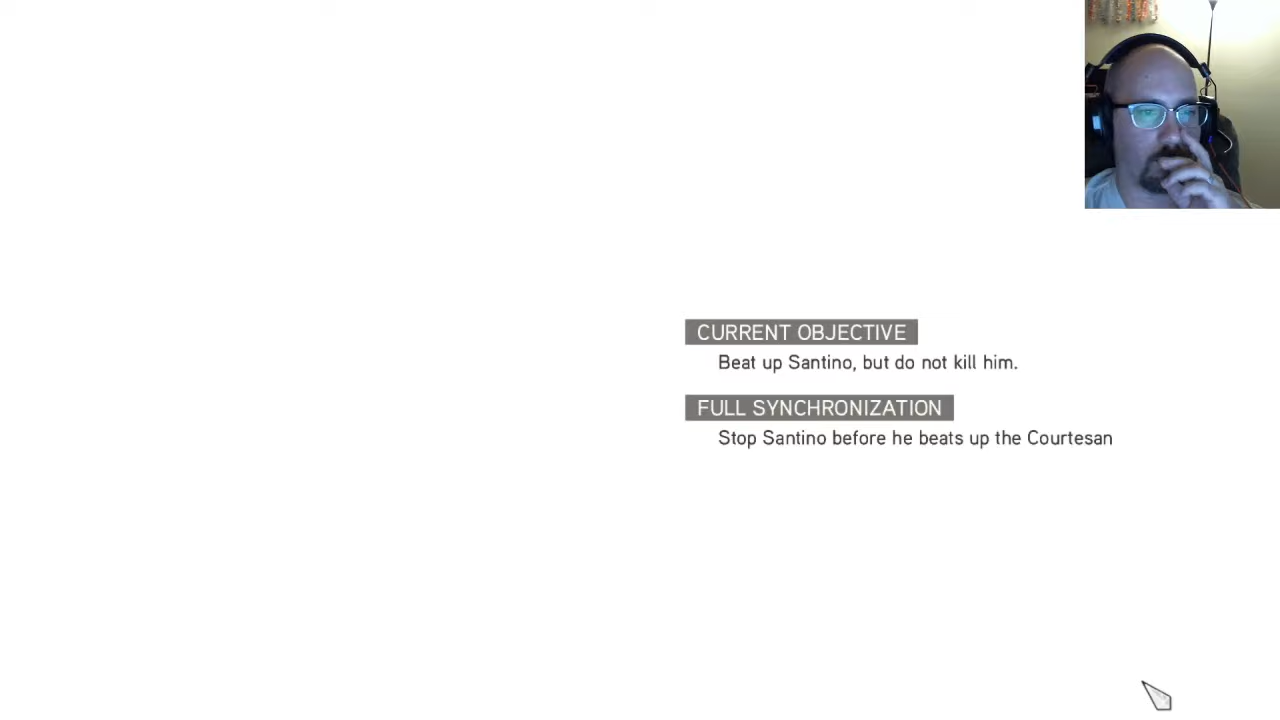 CURRENT OBJECTIVE
Beat up Santino, but do not kill him.
FULL SYNCHRONIZATION
Stop Santino before he beats up the Courtesan